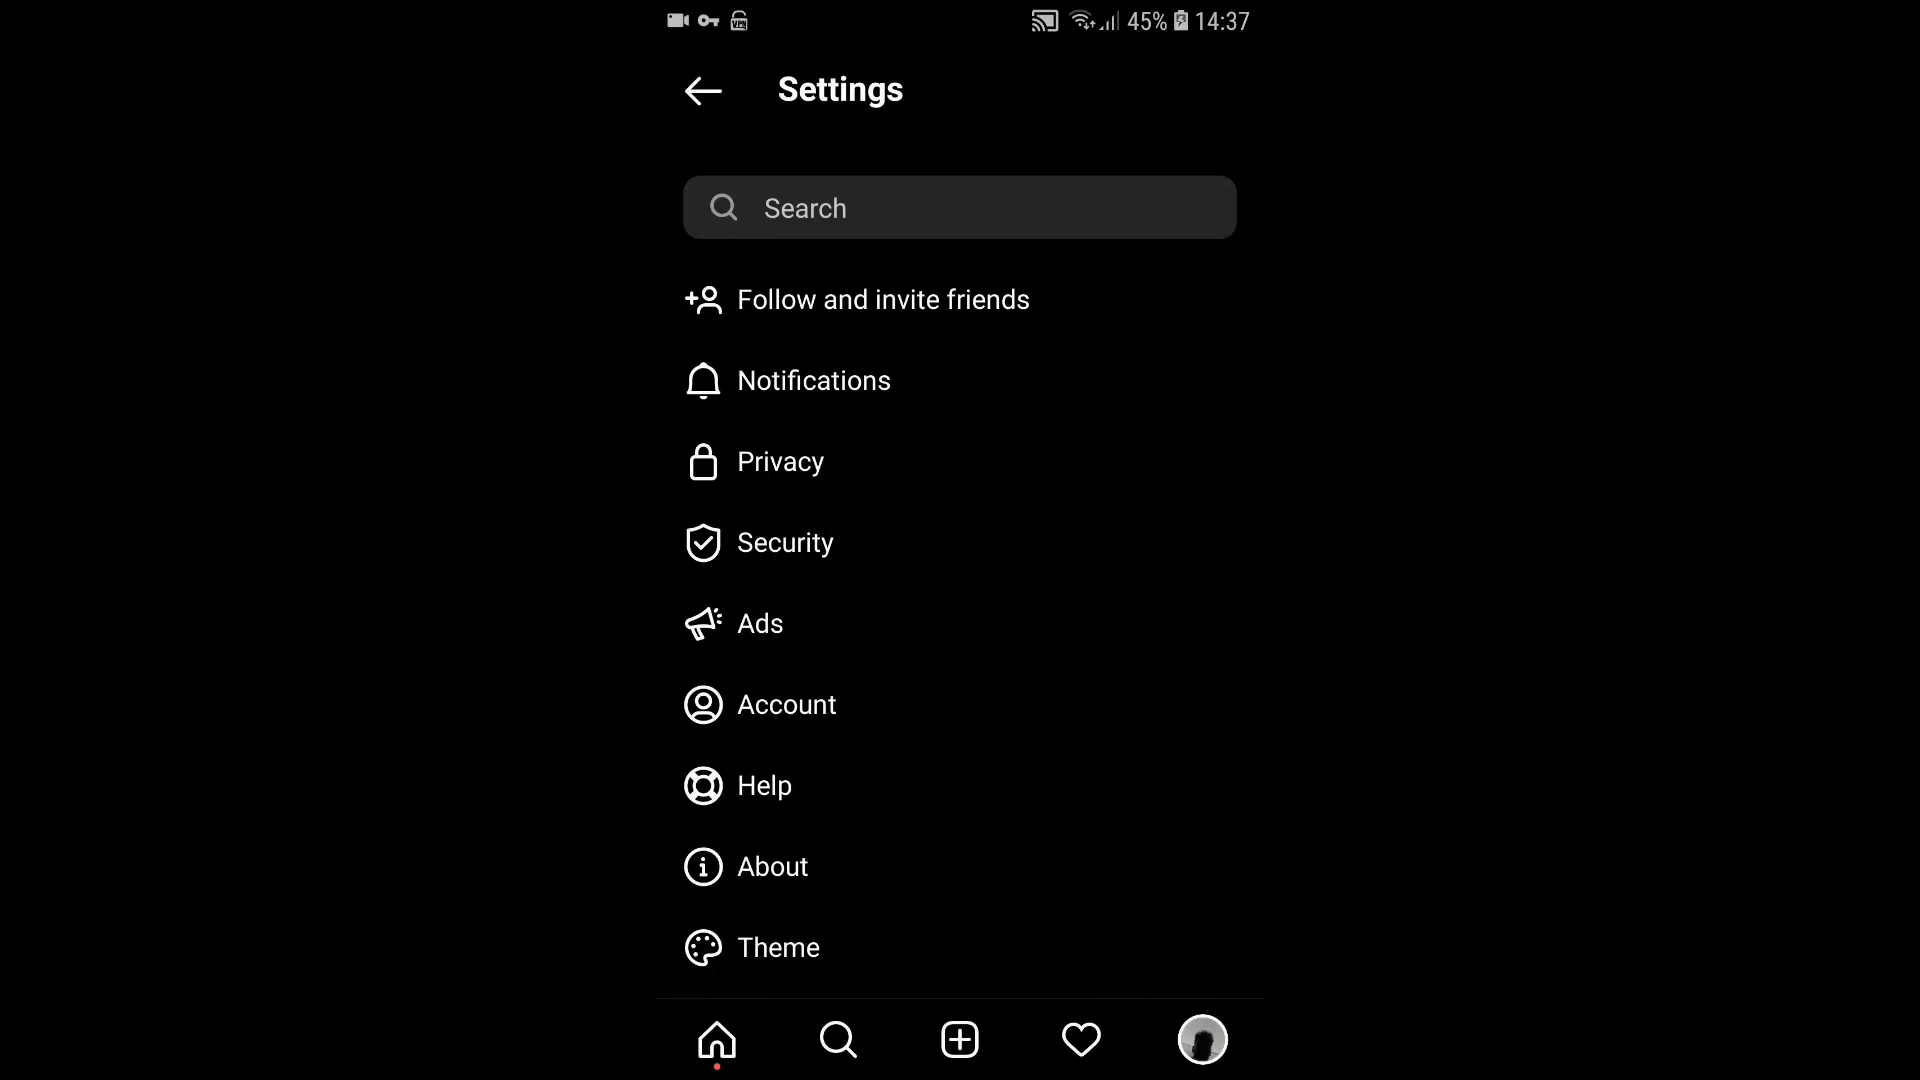 45% 14:37
Settings
Search
Follow and invite friends
Notifications
Privacy
Security
Ads
Account
Help
About
Theme